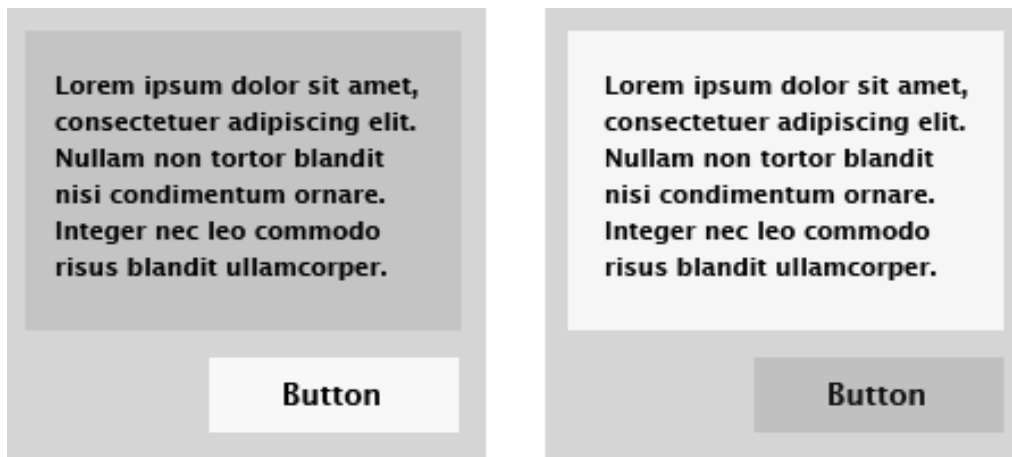 Lorem ipsum dolor sit amet,
consectetuer adipiscing elit.
Nullam non tortor blandit
nisi condimentum ornare.
Integer nec leo commodo
risus blandit ullamcorper.
Button
Lorem ipsum dolor sit amet,
consectetuer adipiscing elit.
Nullam non tortor blandit
nisi condimentum ornare.
Integer nec leo commodo
risus blandit ullamcorper.
Button